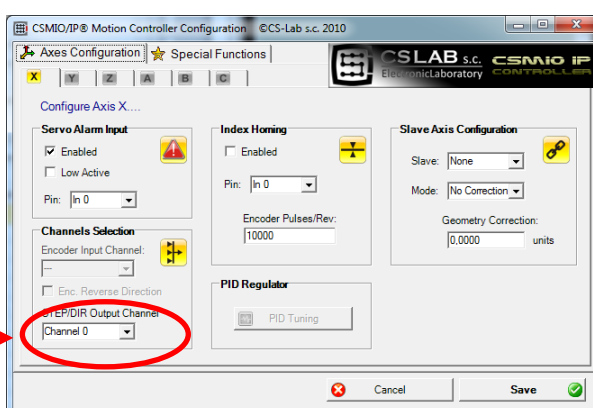 CSMIO/IP® Motion Controller Configuration ©CS-Lab s.c. 2010
Axes Configuration Special Functions
CSLAB s.c.
ElectronicLaboratory
CSMIO IP
CONTROLLER
X Y Z A B C
Configure Axis X....
Servo Alarm Input
Enabled
Low Active
Pin: In 0
Channels Selection
Encoder Input Channel:
---
Enc. Reverse Direction
STEP/DIR Output Channel
Channel 0
Index Homing
Enabled
Pin: In 0
Encoder Pulses/Rev:
10000
PID Regulator
PID Tuning
Slave Axis Configuration
Slave: None
Mode: No Correction
Geometry Correction:
0.0000 units
Cancel Save